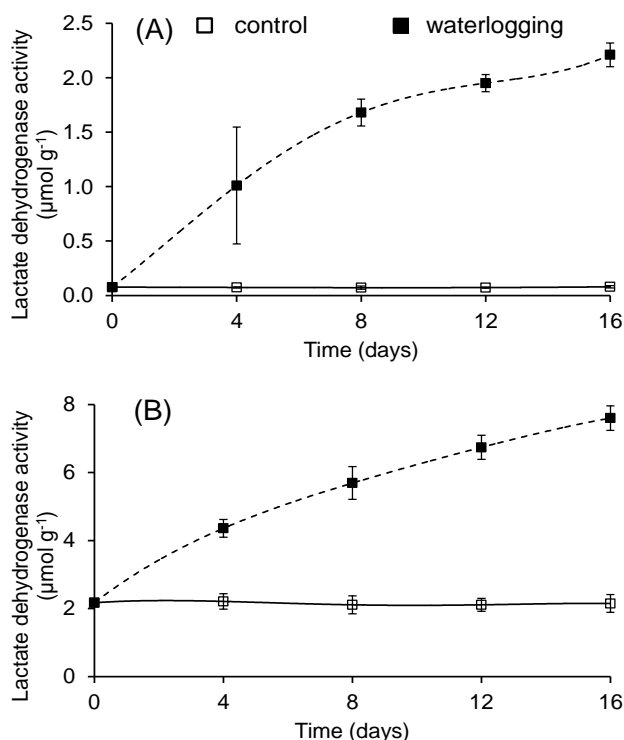 (A) control waterlogging
Lactate dehydrogenase activity
(µmol g⁻¹)
2.5
2.0
1.5
1.0
0.5
0.0
0 4 8 12 16
Time (days)
(B)
Lactate dehydrogenase activity
(µmol g⁻¹)
8
6
4
2
0
0 4 8 12 16
Time (days)